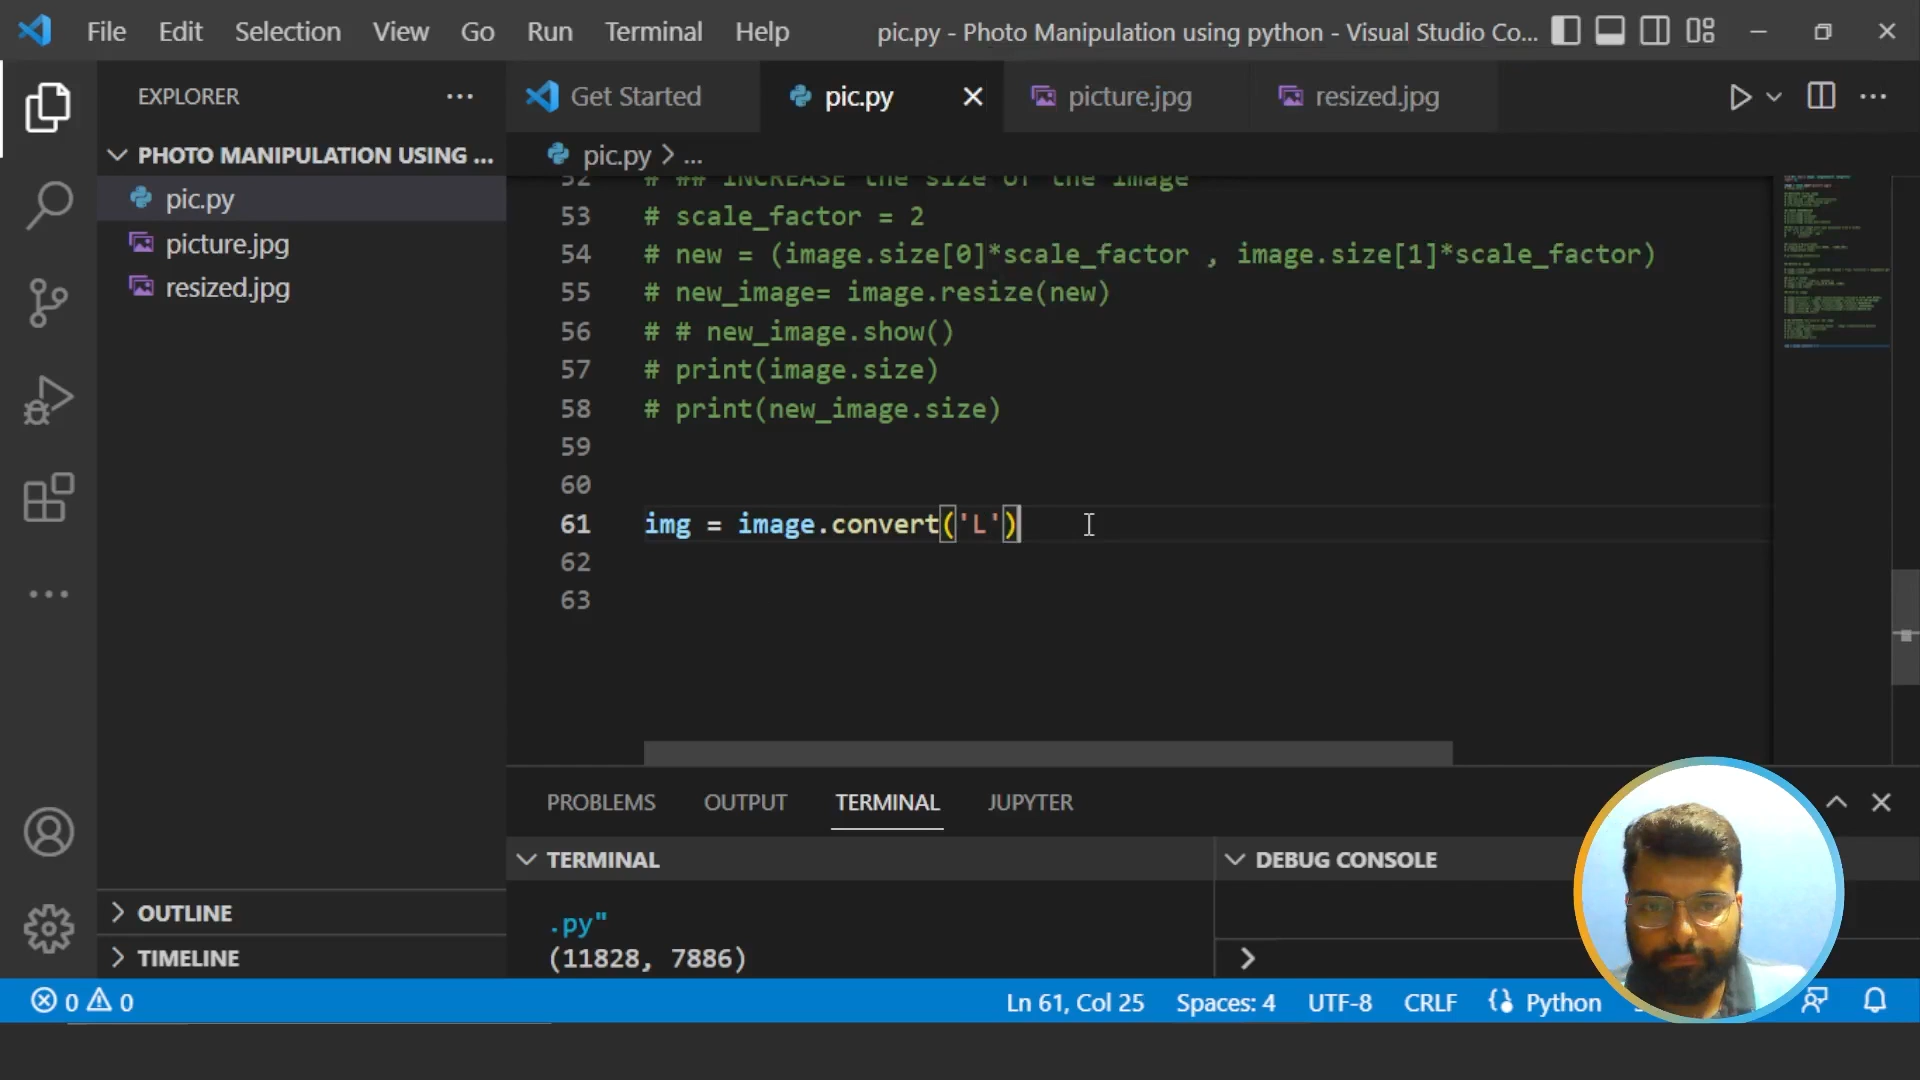 File Edit Selection View Go Run Terminal Help pic.py - Photo Manipulation using python - Visual Studio Co...
EXPLORER ... Get Started pic.py picture.jpg resized.jpg
PHOTO MANIPULATION USING ...
pic.py > ...
pic.py
picture.jpg
resized.jpg
52 # ## INCREASE the size of the image
53 # scale_factor = 2
54 # new = (image.size[0]*scale_factor , image.size[1]*scale_factor)
55 # new_image= image.resize(new)
56 # # new_image.show()
57 # print(image.size)
58 # print(new_image.size)
59
60
61 img = image.convert('L')
62
63
PROBLEMS OUTPUT TERMINAL JUPYTER
TERMINAL DEBUG CONSOLE
.py"
(11828, 7886)
OUTLINE
TIMELINE
0 0 Ln 61, Col 25 Spaces: 4 UTF-8 CRLF Python